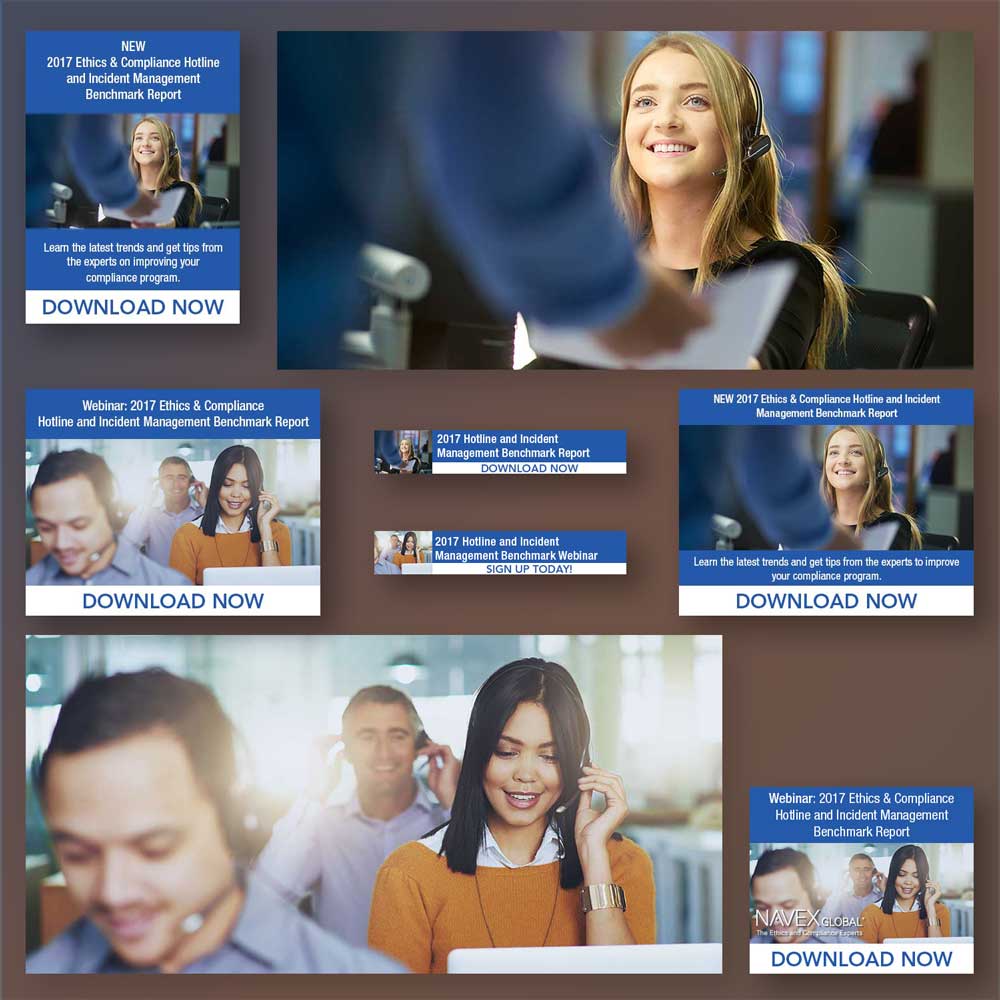 NEW
2017 Ethics & Compliance Hotline
and Incident Management
Benchmark Report
Learn the latest trends and get tips from
the experts on improving your
compliance program.
DOWNLOAD NOW
Webinar: 2017 Ethics & Compliance
Hotline and Incident Management Benchmark Report
DOWNLOAD NOW
2017 Hotline and Incident
Management Benchmark Report
DOWNLOAD NOW
2017 Hotline and Incident
Management Benchmark Webinar
SIGN UP TODAY!
NEW 2017 Ethics & Compliance Hotline and Incident
Management Benchmark Report
Learn the latest trends and get tips from the experts to improve
your compliance program.
DOWNLOAD NOW
Webinar: 2017 Ethics & Compliance
Hotline and Incident Management
Benchmark Report
NAVEX GLOBAL
The Ethics and Compliance Experts
DOWNLOAD NOW